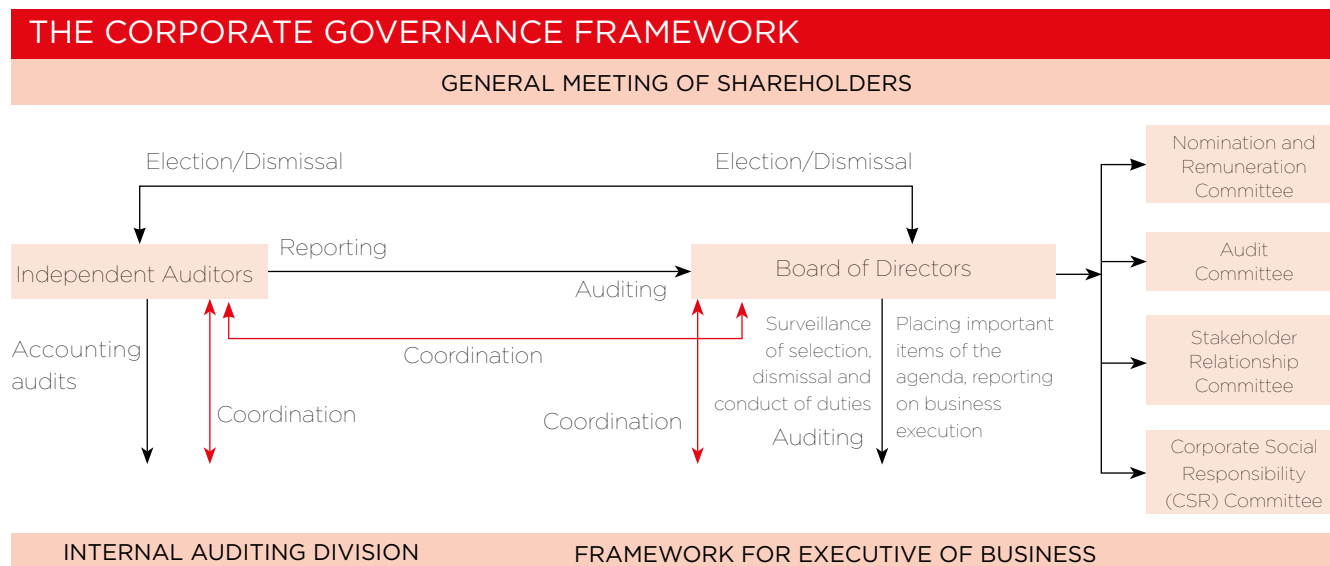 THE CORPORATE GOVERNANCE FRAMEWORK
GENERAL MEETING OF SHAREHOLDERS
Election/Dismissal
Election/Dismissal
Independent Auditors
Reporting
Auditing
Board of Directors
Accounting
audits
Coordination
Coordination
Coordination
Surveillance
of selection,
dismissal and
conduct of duties
Auditing
Placing important
items of the
agenda, reporting
on business
execution
Nomination and
Remuneration
Committee
Audit
Committee
Stakeholder
Relationship
Committee
Corporate Social
Responsibility
(CSR) Committee
INTERNAL AUDITING DIVISION
FRAMEWORK FOR EXECUTIVE OF BUSINESS